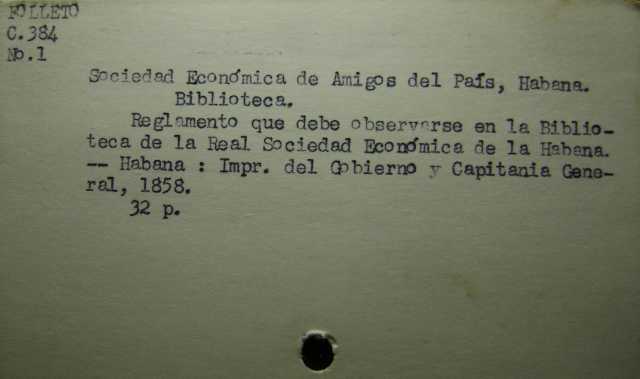 FOLLETO
C.384
No.1
Sociedad Económica de Amigos del País, Habana.
Biblioteca.
Reglamento que debe observarse en la Biblio-
teca de la Real Sociedad Económica de la Habana.
-- Habana : Impr. del Gobierno y Capitania Gene-
ral, 1858.
32 p.